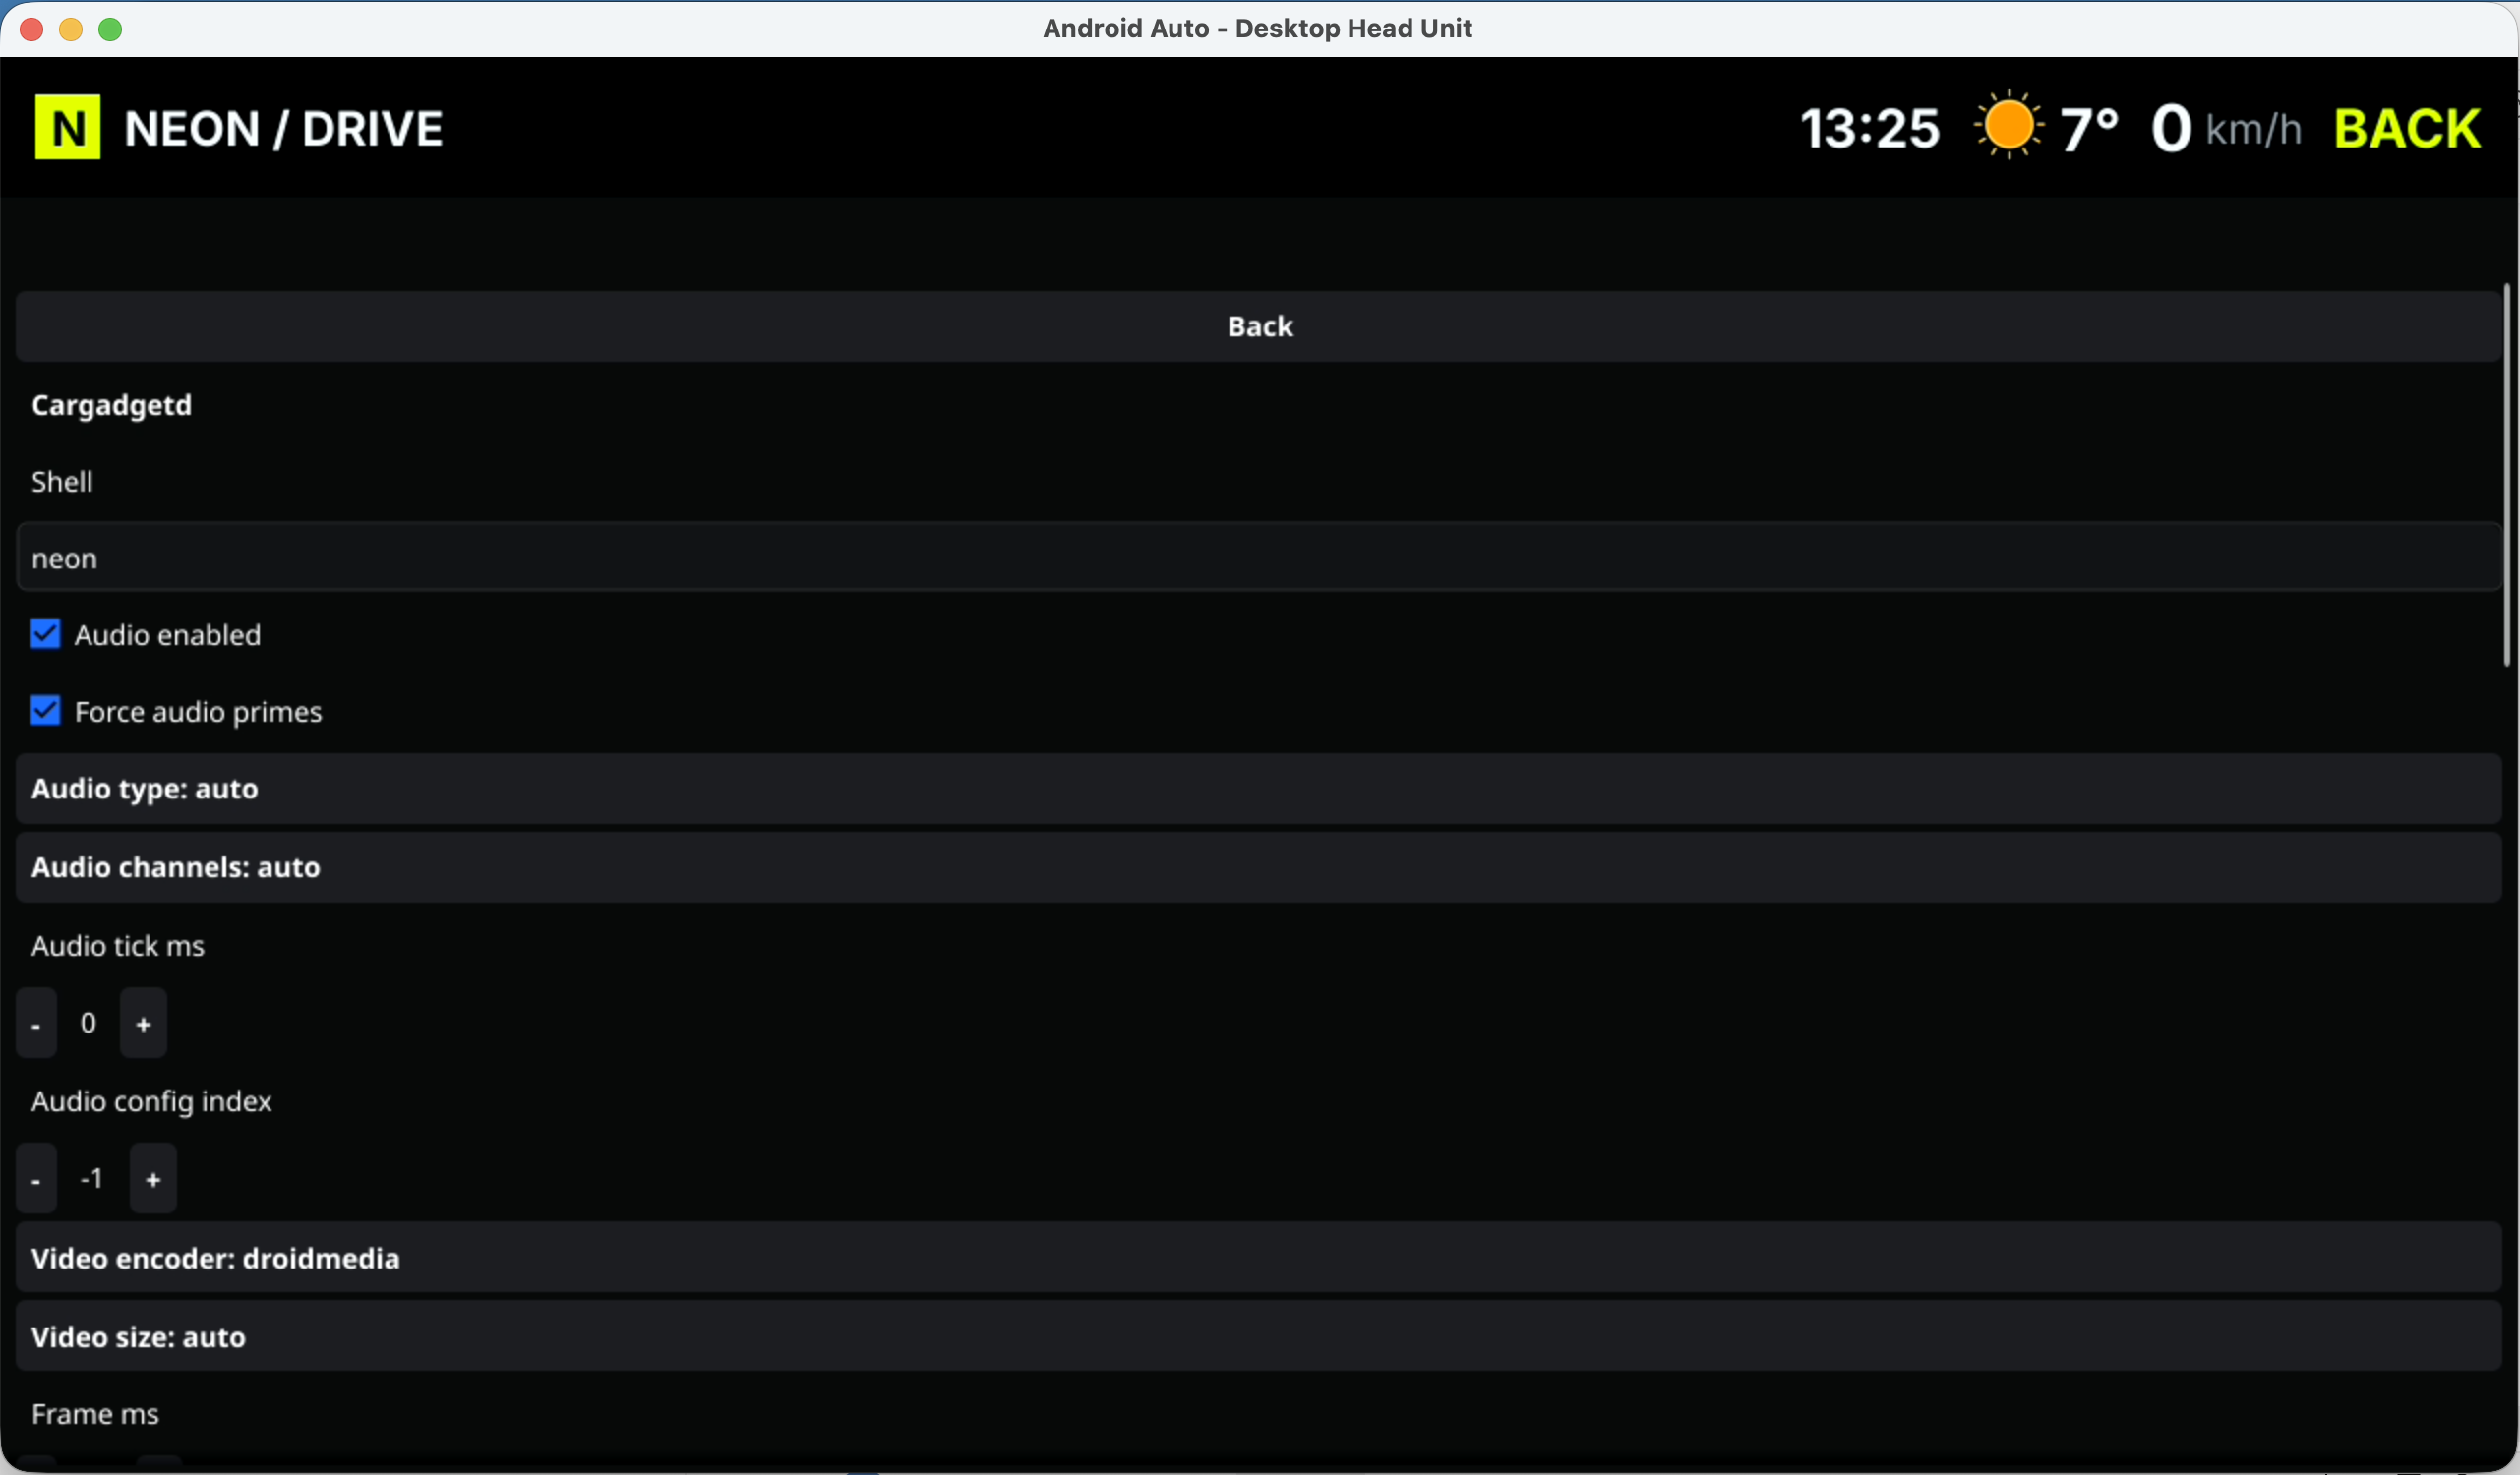 Android Auto - Desktop Head Unit
N NEON / DRIVE 13:25 7° 0 km/h BACK
Back
Cargadgetd
Shell
neon
Audio enabled
Force audio primes
Audio type: auto
Audio channels: auto
Audio tick ms
- 0 +
Audio config index
- -1 +
Video encoder: droidmedia
Video size: auto
Frame ms